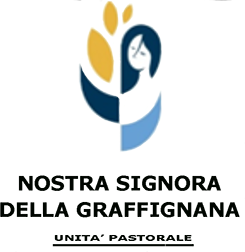 NOSTRA SIGNORA
DELLA GRAFFIGNANA
UNITA' PASTORALE